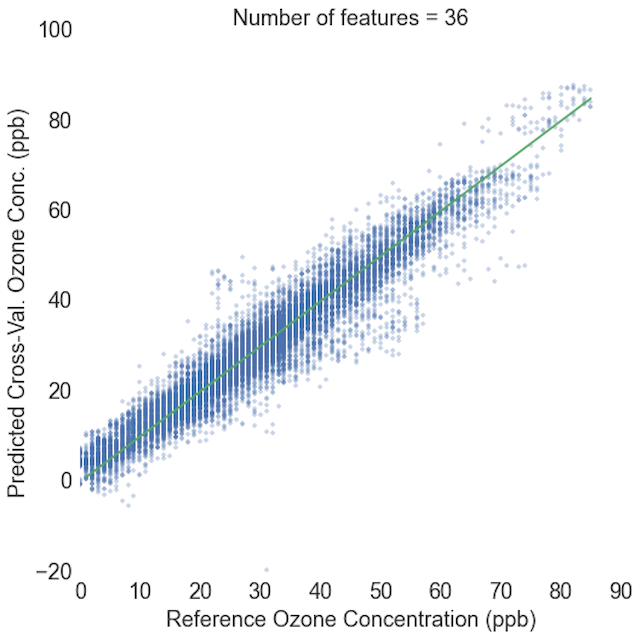 Number of features = 36
100
80
60
40
20
0
−20
0 10 20 30 40 50 60 70 80 90
Predicted Cross-Val. Ozone Conc. (ppb)
Reference Ozone Concentration (ppb)